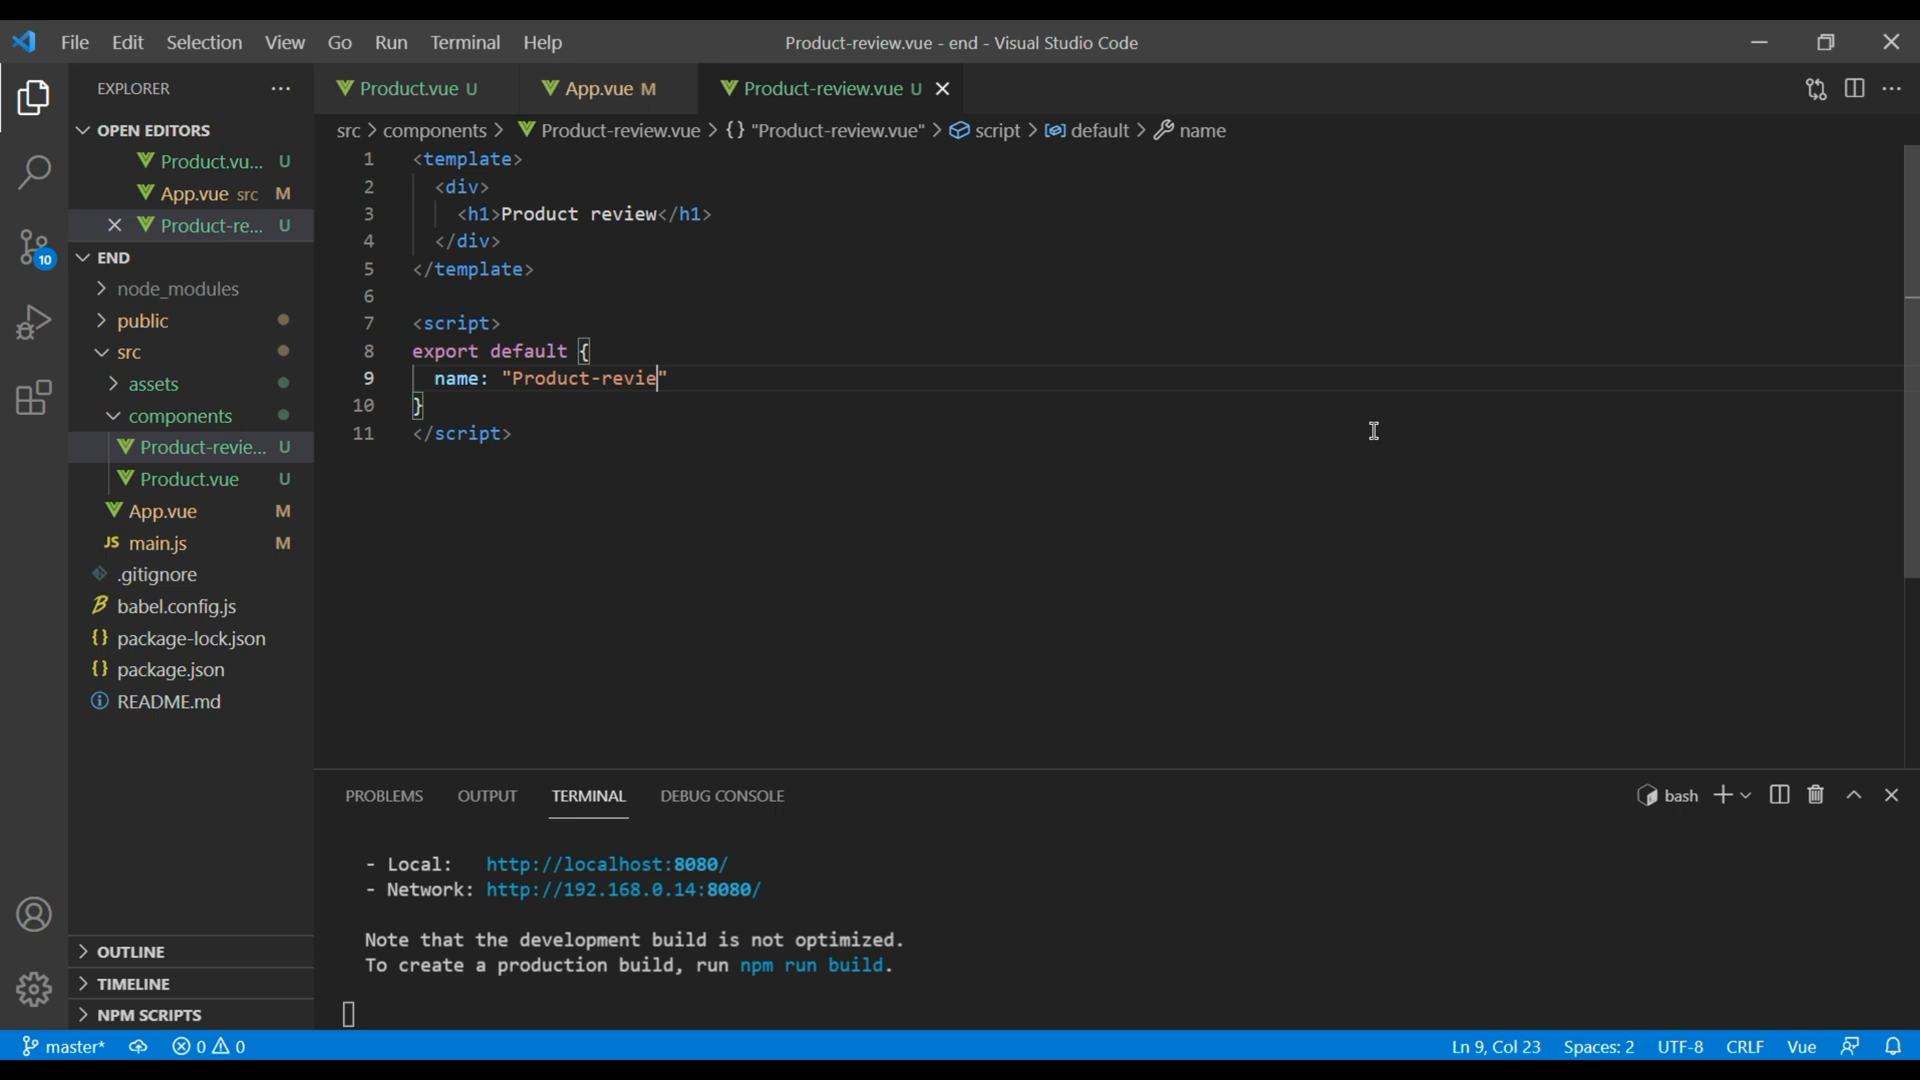 File Edit Selection View Go Run Terminal Help
Product-review.vue - end - Visual Studio Code
EXPLORER
Product.vue U
App.vue M
Product-review.vue U
OPEN EDITORS
Product.vu... U
App.vue src M
Product-re... U
10
END
node_modules
public
src
assets
components
Product-revie... U
Product.vue U
App.vue M
JS main.js M
.gitignore
babel.config.js
{} package-lock.json
{} package.json
README.md
OUTLINE
TIMELINE
NPM SCRIPTS
src > components > Product-review.vue > {} "Product-review.vue" > script > default > name
1 <template>
2 <div>
3 <h1>Product review</h1>
4 </div>
5 </template>
6
7 <script>
8 export default {
9 name: "Product-revie"
10 }
11 </script>
PROBLEMS OUTPUT TERMINAL DEBUG CONSOLE
bash
- Local: http://localhost:8080/
- Network: http://192.168.0.14:8080/
Note that the development build is not optimized.
To create a production build, run npm run build.
master* 0 0
Ln 9, Col 23 Spaces: 2 UTF-8 CRLF Vue